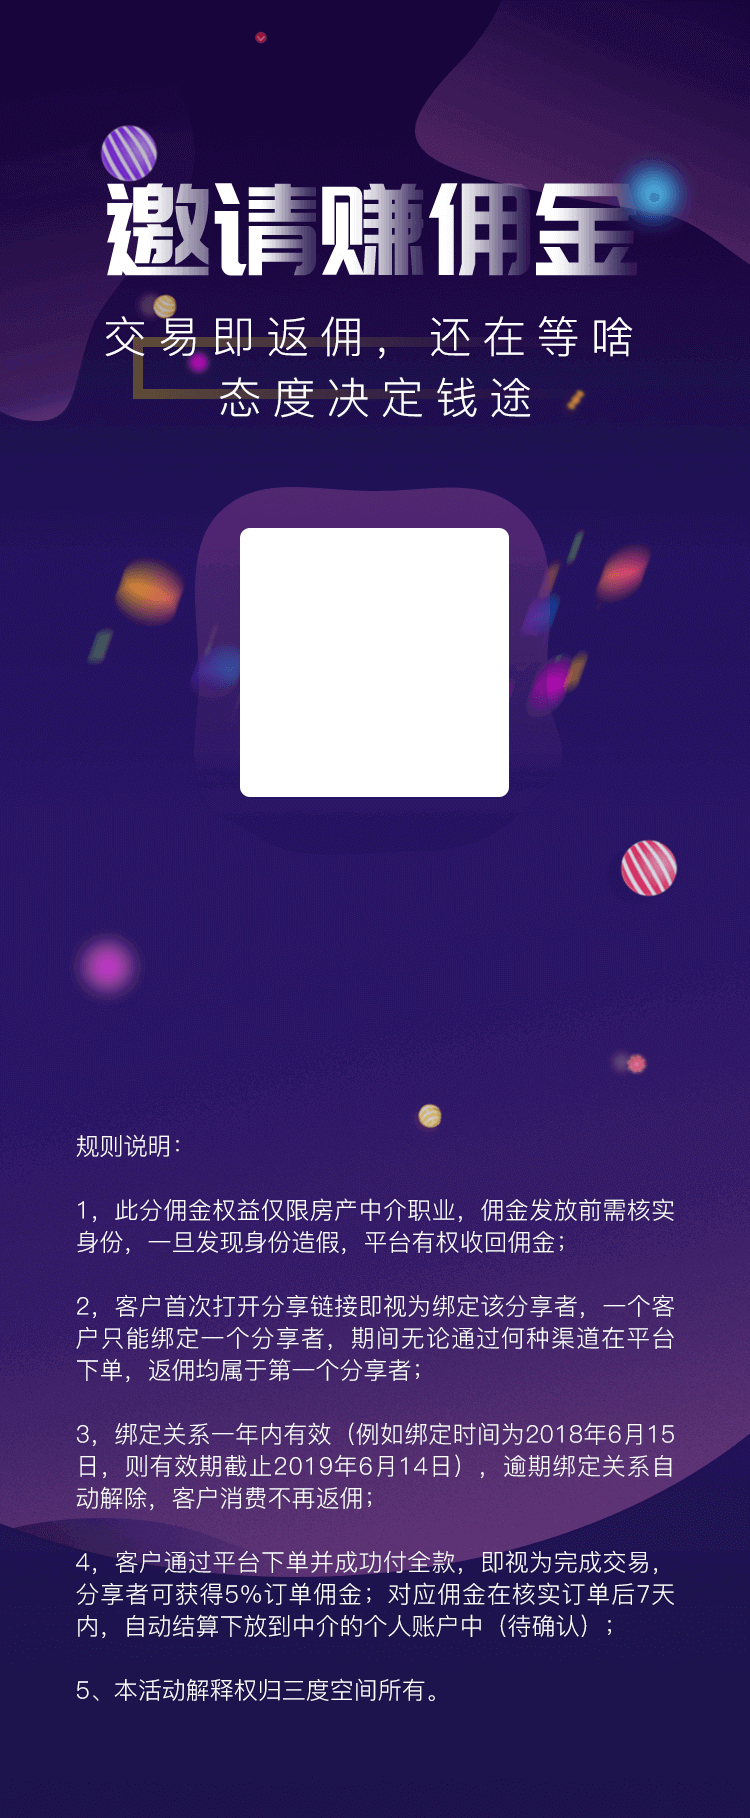 邀请赚佣金
交易即返佣，还在等啥
态度决定钱途
规则说明：
1，此分佣金权益仅限房产中介职业，佣金发放前需核实
身份，一旦发现身份造假，平台有权收回佣金；
2，客户首次打开分享链接即视为绑定该分享者，一个客
户只能绑定一个分享者，期间无论通过何种渠道在平台
下单，返佣均属于第一个分享者；
3，绑定关系一年内有效（例如绑定时间为2018年6月15
日，则有效期截止2019年6月14日），逾期绑定关系自
动解除，客户消费不再返佣；
4，客户通过平台下单并成功付全款，即视为完成交易，
分享者可获得5%订单佣金；对应佣金在核实订单后7天
内，自动结算下放到中介的个人账户中（待确认）；
5、本活动解释权归三度空间所有。